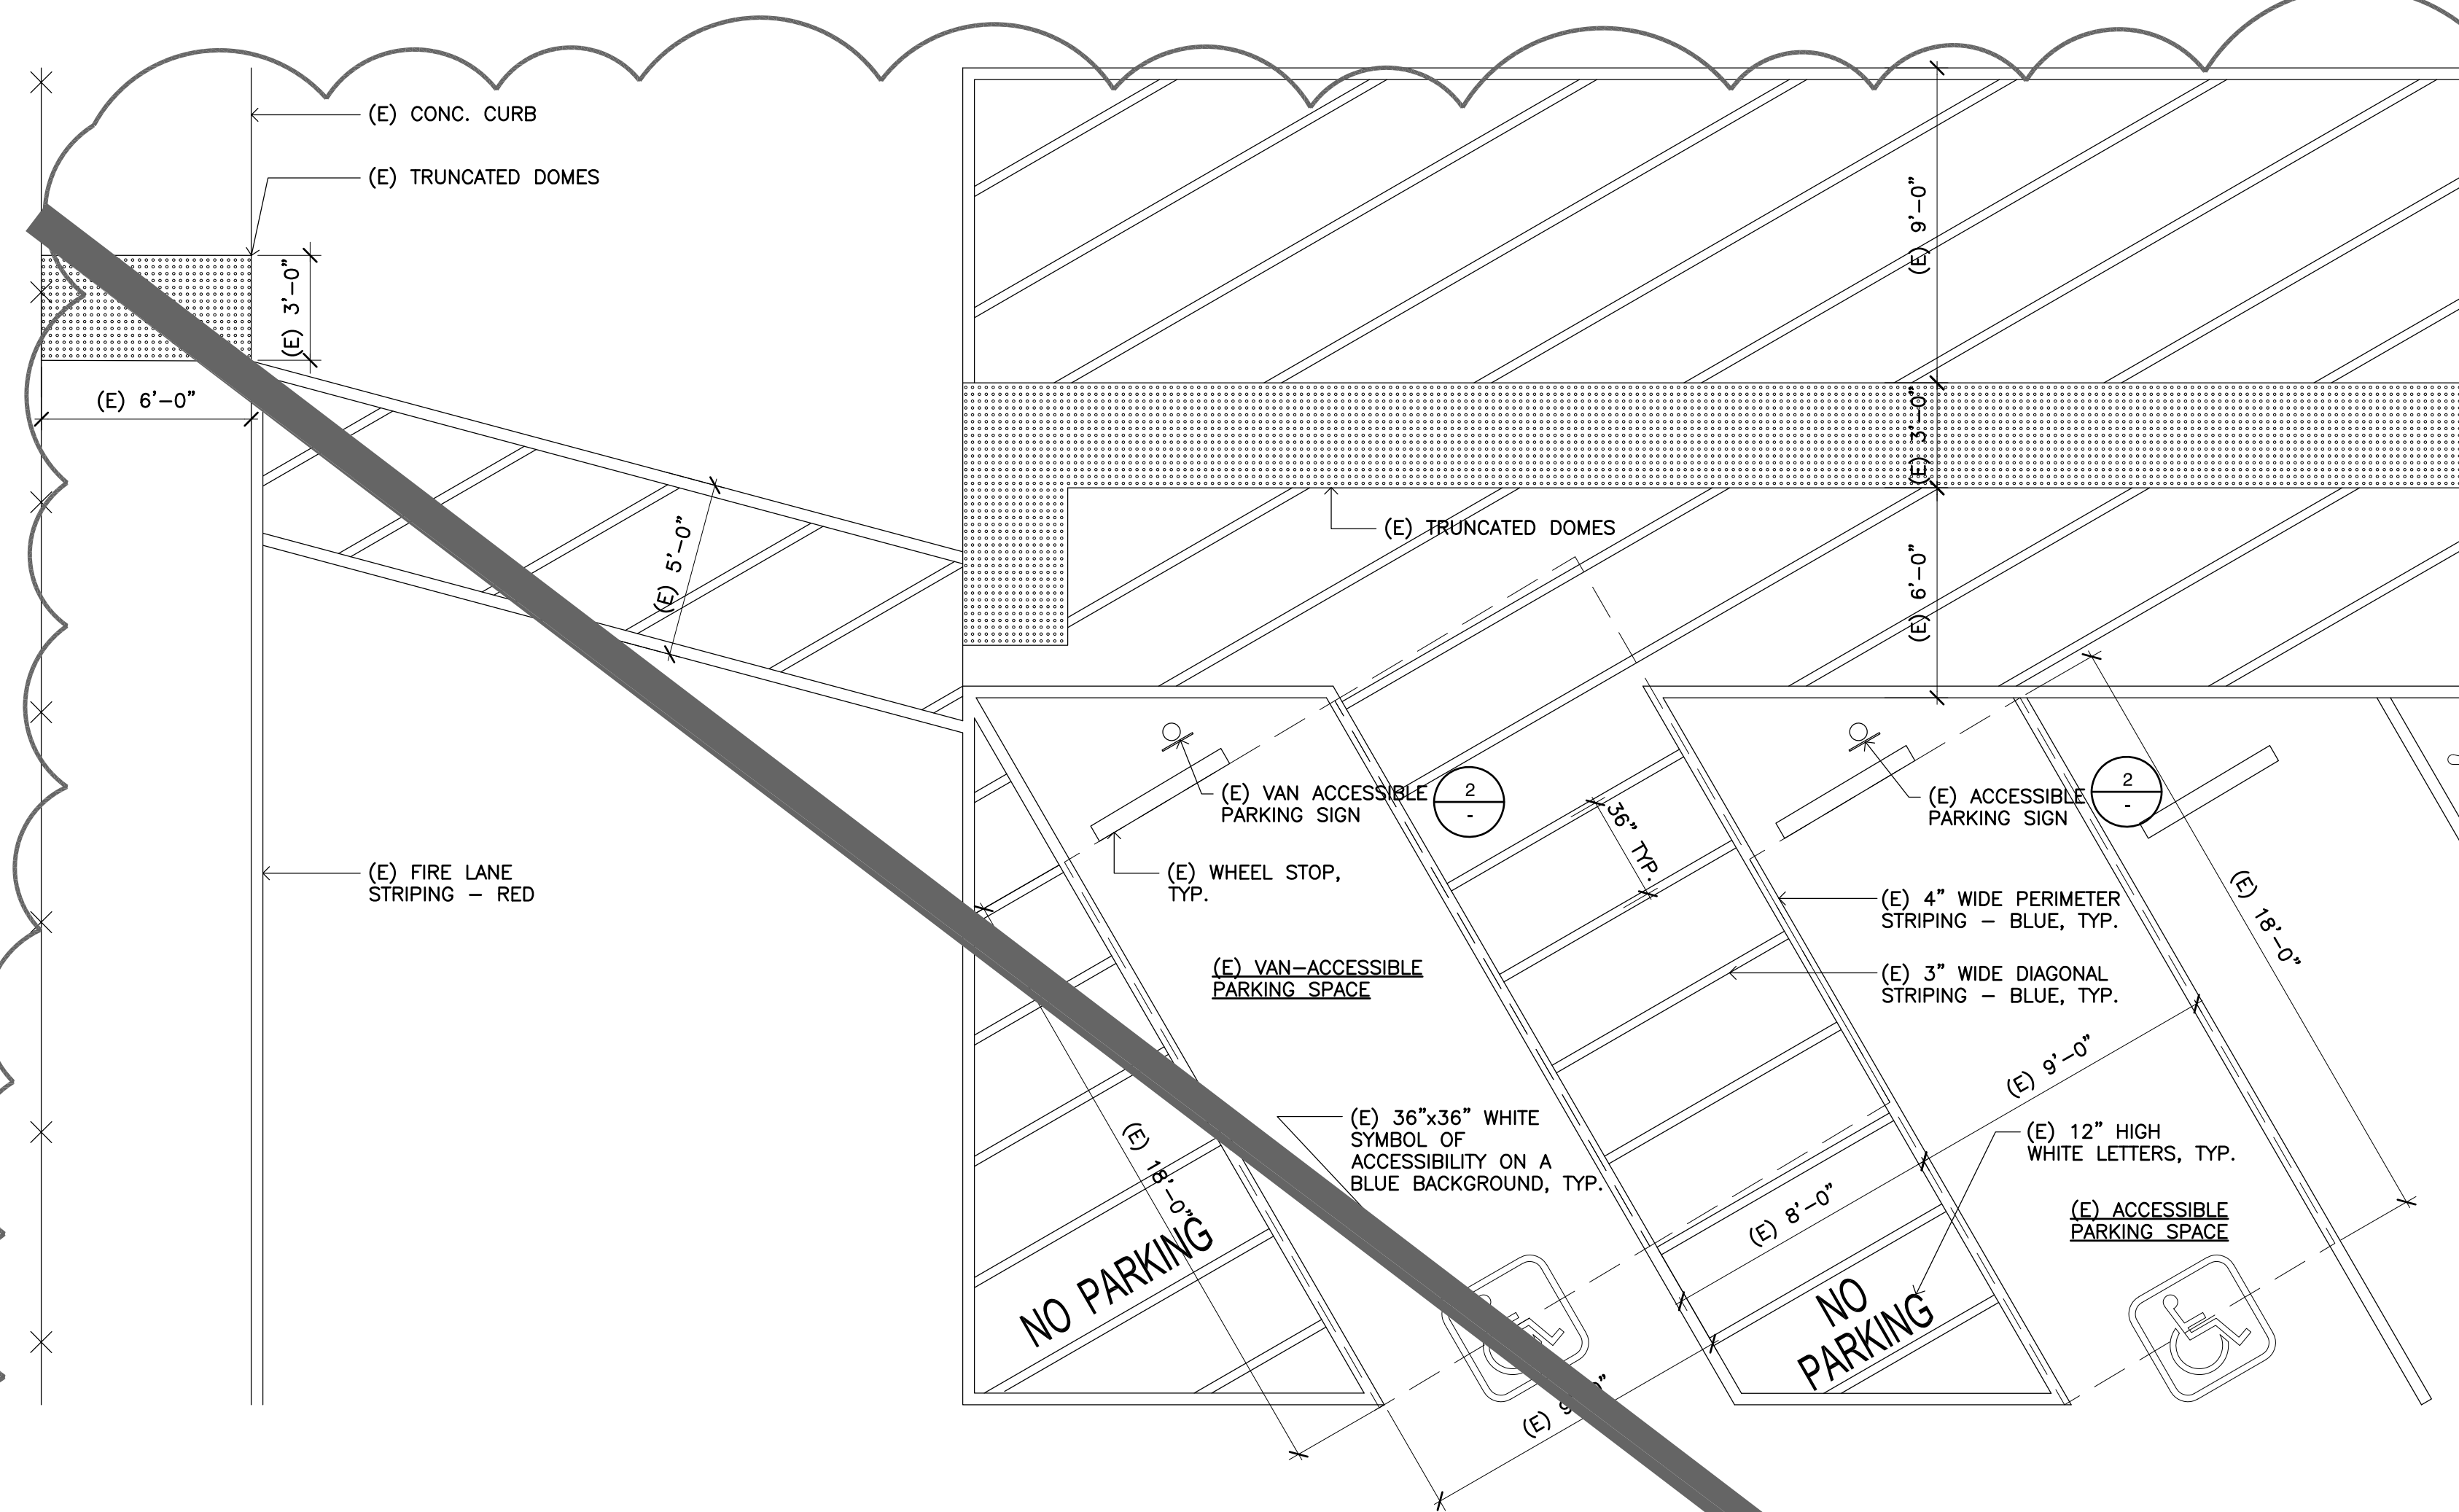 (E) CONC. CURB
(E) TRUNCATED DOMES
(E) 3'-0"
(E) 6'-0"
(E) 9'-0"
(E) 3'-0"
(E) TRUNCATED DOMES
(E) 5'-0"
(E) 6'-0"
(E) VAN ACCESSIBLE
PARKING SIGN
2
-
36" TYP.
(E) ACCESSIBLE
PARKING SIGN
2
-
(E) WHEEL STOP,
TYP.
(E) FIRE LANE
STRIPING – RED
(E) 4" WIDE PERIMETER
STRIPING – BLUE, TYP.
(E) 18'-0"
(E) VAN-ACCESSIBLE
PARKING SPACE
(E) 3" WIDE DIAGONAL
STRIPING – BLUE, TYP.
(E) 9'-0"
(E) 36"x36" WHITE
SYMBOL OF
ACCESSIBILITY ON A
BLUE BACKGROUND, TYP.
(E) 18'-0"
(E) 12" HIGH
WHITE LETTERS, TYP.
(E) 8'-0"
(E) ACCESSIBLE
PARKING SPACE
NO PARKING
NO
PARKING
(E)